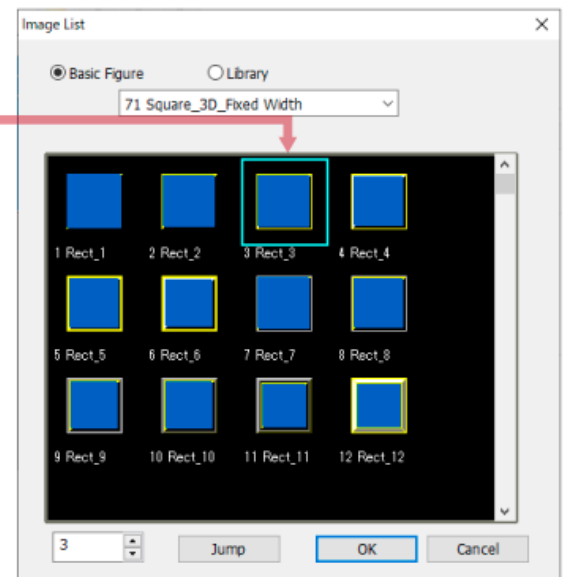 Image List
Basic Figure Library
71 Square_3D_Fixed Width
1 Rect_1 2 Rect_2 3 Rect_3 4 Rect_4
5 Rect_5 6 Rect_6 7 Rect_7 8 Rect_8
9 Rect_9 10 Rect_10 11 Rect_11 12 Rect_12
3 Jump OK Cancel